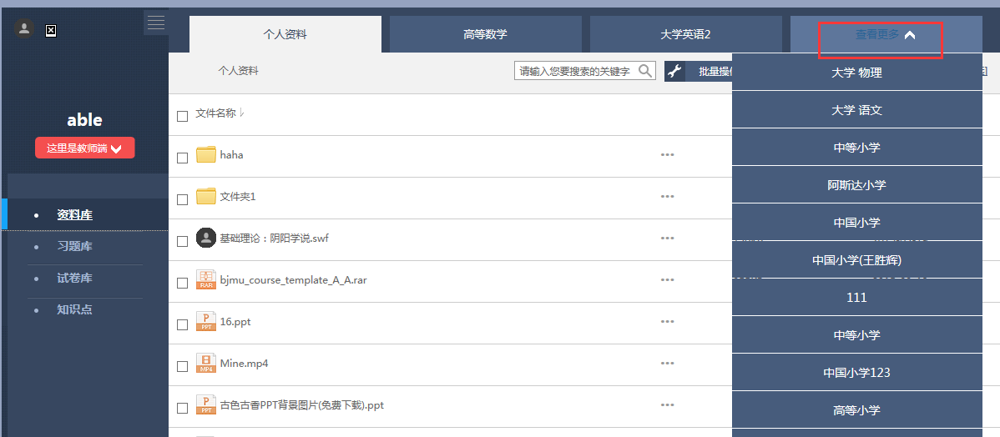 个人资料
高等数学
大学英语2
查看更多
able
这里是教师端
资料库
习题库
试卷库
知识点
个人资料
请输入您要搜索的关键字
批量操
文件名称
haha
文件夹1
基础理论：阴阳学说.swf
RAR
bjmu_course_template_A_A.rar
P
PPT
16.ppt
MP4
Mine.mp4
P
PPT
古色古香PPT背景图片(免费下载).ppt
大学 物理
大学 语文
中等小学
阿斯达小学
中国小学
中国小学(王胜辉)
111
中等小学
中国小学123
高等小学